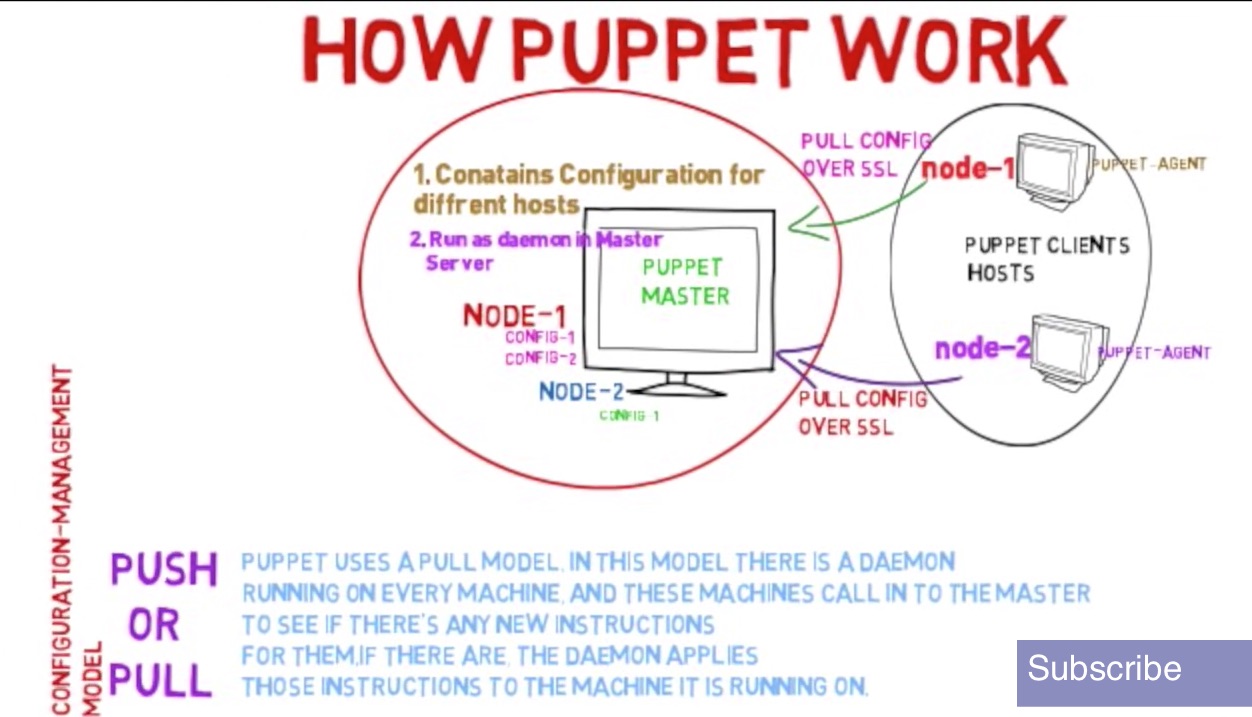 HOW PUPPET WORK
1. Conatains Configuration for
diffrent hosts
2. Run as daemon in Master
Server
PUPPET
MASTER
NODE-1
CONFIG-1
CONFIG-2
NODE-2
CONFIG-1
PULL CONFIG
OVER SSL
node-1
PUPPET-AGENT
PUPPET CLIENTS
HOSTS
node-2
PUPPET-AGENT
PULL CONFIG
OVER SSL
CONFIGURATION-MANAGEMENT
MODEL
PUSH
OR
PULL
PUPPET USES A PULL MODEL. IN THIS MODEL THERE IS A DAEMON
RUNNING ON EVERY MACHINE, AND THESE MACHINES CALL IN TO THE MASTER
TO SEE IF THERE'S ANY NEW INSTRUCTIONS
FOR THEM.IF THERE ARE, THE DAEMON APPLIES
THOSE INSTRUCTIONS TO THE MACHINE IT IS RUNNING ON.
Subscribe